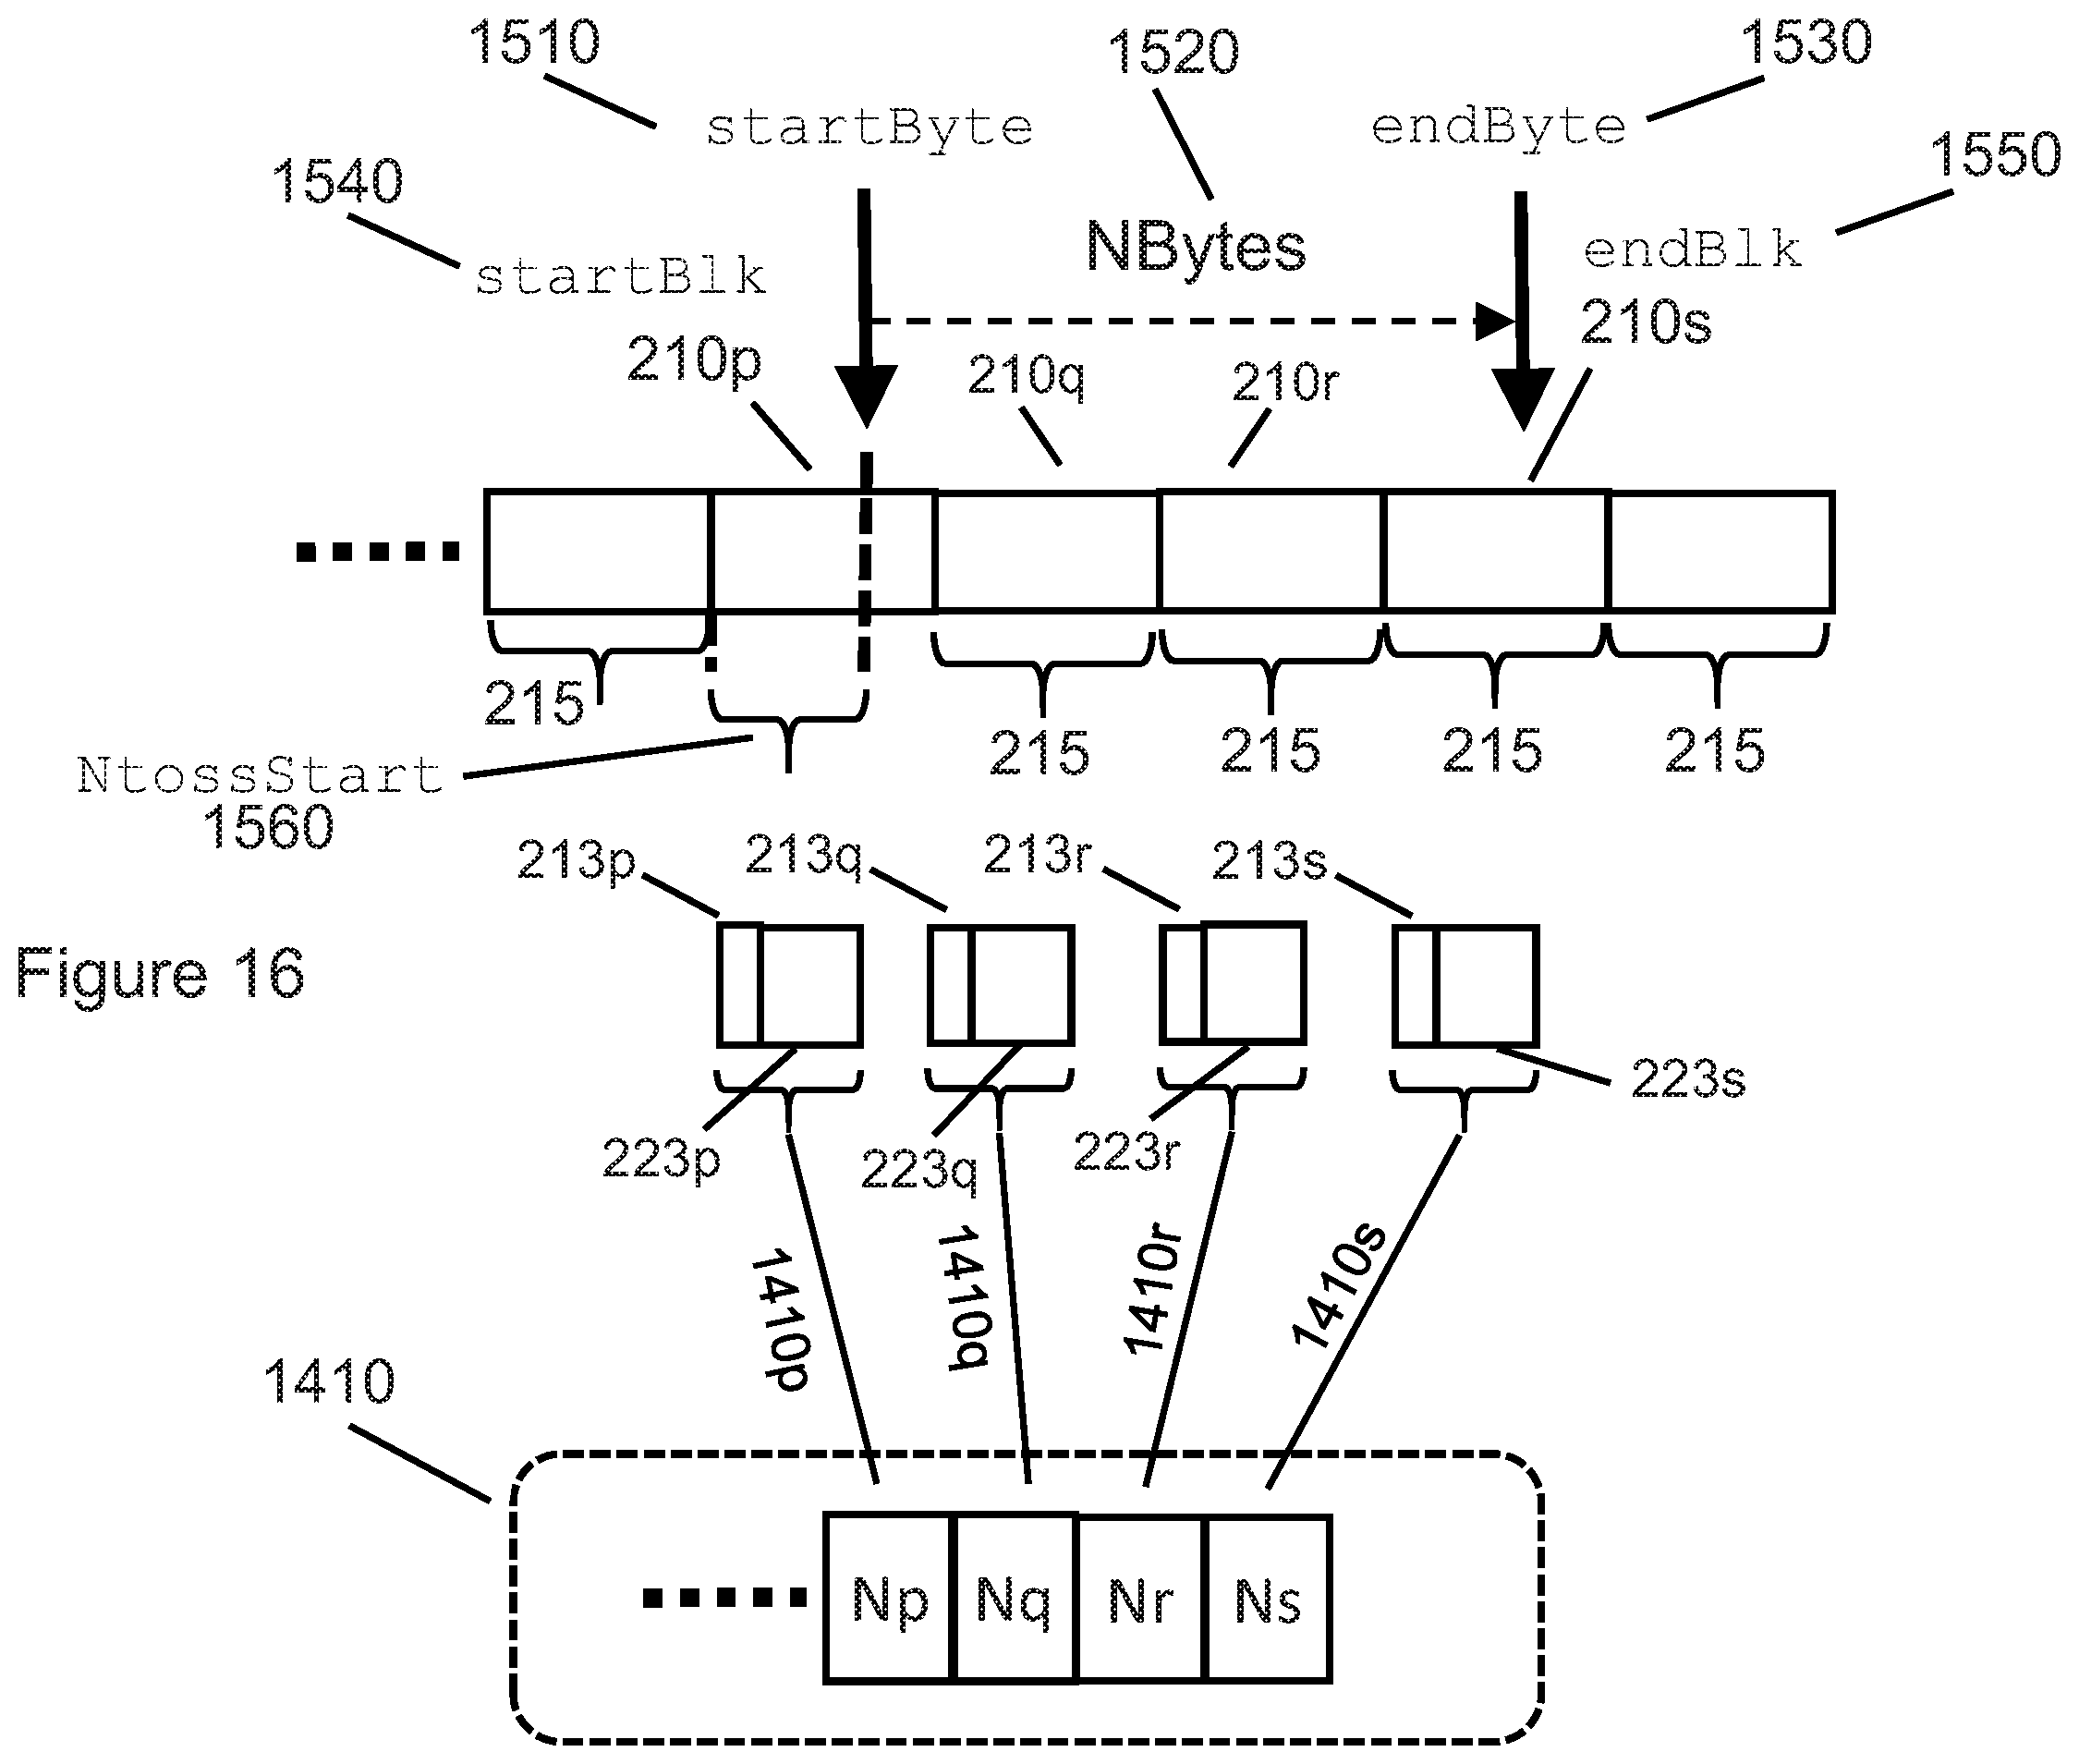 1510
1520
1530
startByte
endByte
1540
1550
startBlk
NBytes
endBlk
210p
210q
210r
210s
215
215
215
215
215
NtossStart
1560
213p
213q
213r
213s
Figure 16
223p
223q
223r
223s
1410p
1410q
1410r
1410s
1410
Np
Nq
Nr
Ns